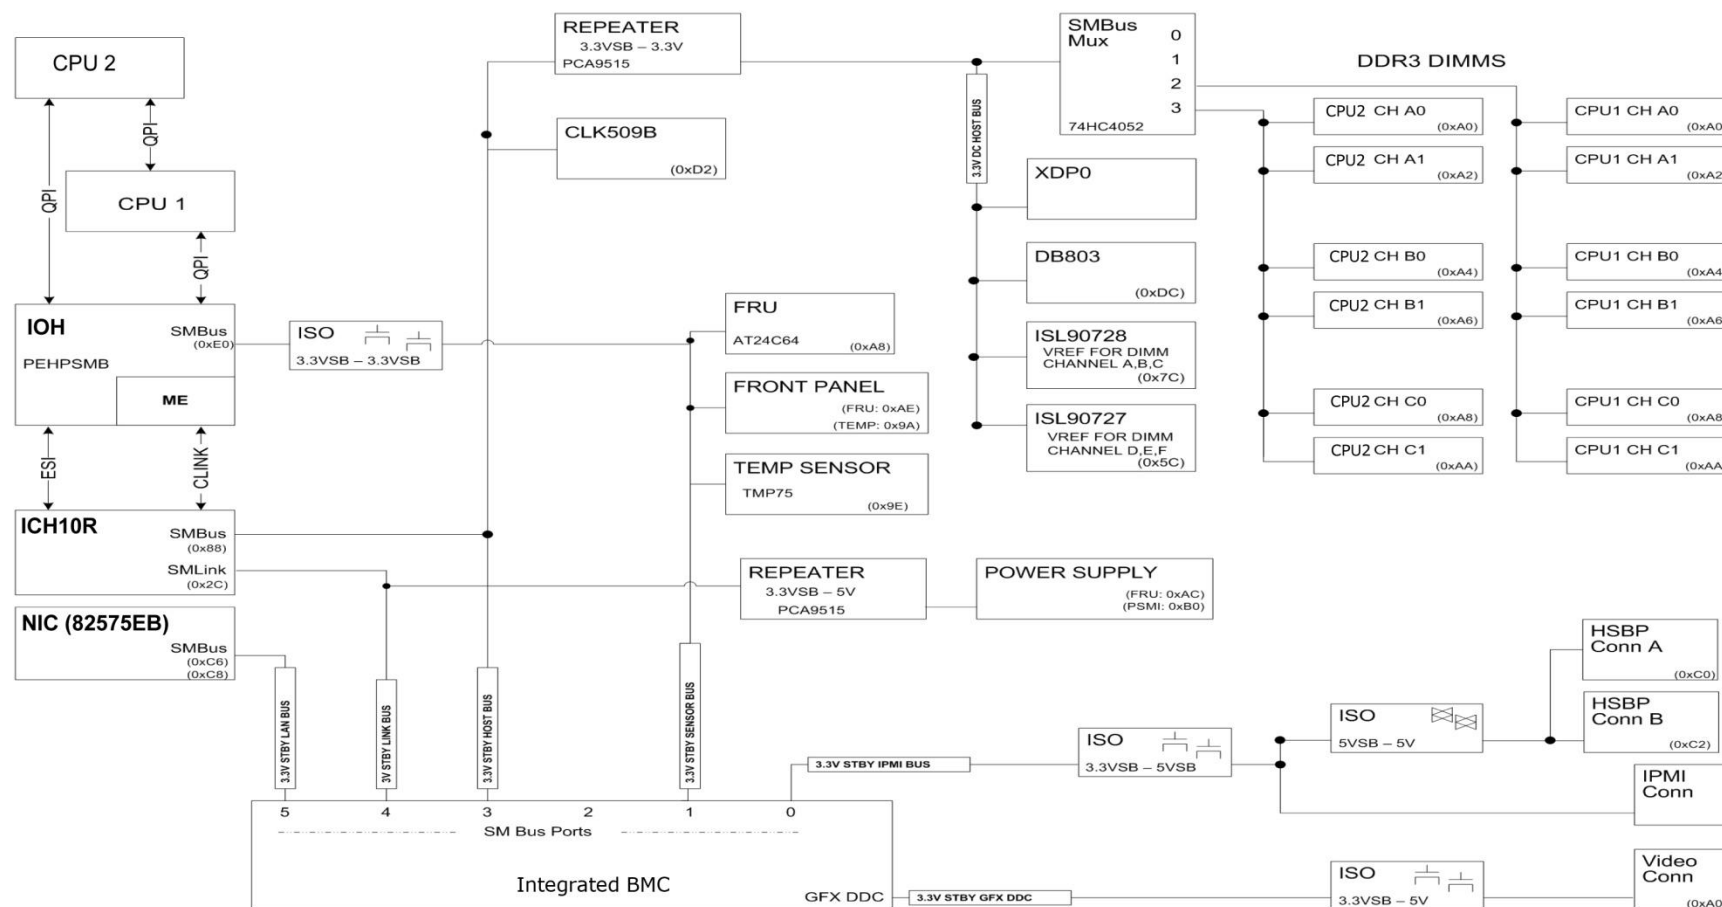 CPU 2
QPI
QPI
CPU 1
QPI
IOH
SMBus
(0xE0)
PEHPSMB
ME
ESI
CLINK
ICH10R
SMBus
(0x88)
SMLink
(0x2C)
NIC (82575EB)
SMBus
(0xC6)
(0xC8)
ISO
3.3VSB – 3.3VSB
REPEATER
3.3VSB – 3.3V
PCA9515
CLK509B
(0xD2)
FRU
AT24C64
(0xA8)
FRONT PANEL
(FRU: 0xAE)
(TEMP: 0x9A)
TEMP SENSOR
TMP75
(0x9E)
REPEATER
3.3VSB – 5V
PCA9515
POWER SUPPLY
(FRU: 0xAC)
(PSMI: 0xB0)
3.3V DC HOST BUS
SMBus
Mux
0
1
2
3
74HC4052
XDP0
DB803
(0xDC)
ISL90728
VREF FOR DIMM
CHANNEL A,B,C
(0x7C)
ISL90727
VREF FOR DIMM
CHANNEL D,E,F
(0x5C)
DDR3 DIMMS
CPU2 CH A0
(0xA0)
CPU2 CH A1
(0xA2)
CPU2 CH B0
(0xA4)
CPU2 CH B1
(0xA6)
CPU2 CH C0
(0xA8)
CPU2 CH C1
(0xAA)
CPU1 CH A0
(0xA0
CPU1 CH A1
(0xA2
CPU1 CH B0
(0xA4
CPU1 CH B1
(0xA6
CPU1 CH C0
(0xA8
CPU1 CH C1
(0xAA
3.3V STBY LAN BUS
3V STBY LINK BUS
3.3V STBY HOST BUS
3.3V STBY SENSOR BUS
3.3V STBY IPMI BUS
ISO
3.3VSB – 5VSB
ISO
5VSB – 5V
HSBP
Conn A
(0xC0)
HSBP
Conn B
(0xC2)
IPMI
Conn
5 4 3 2 1 0
SM Bus Ports
Integrated BMC
GFX DDC
3.3V STBY GFX DDC
ISO
3.3VSB – 5V
Video
Conn
(0xA0